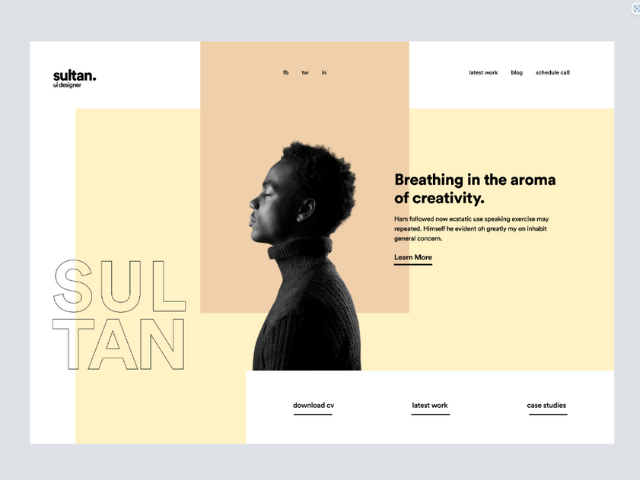 sultan.
ui designer
fb tw in
latest work blog schedule call
Breathing in the aroma
of creativity.
Ham followed now ecstatic use speaking exercise may
repeated. Himself he evident oh greatly my on inhabit
general concern.
Learn More
SUL
TAN
download cv latest work case studies